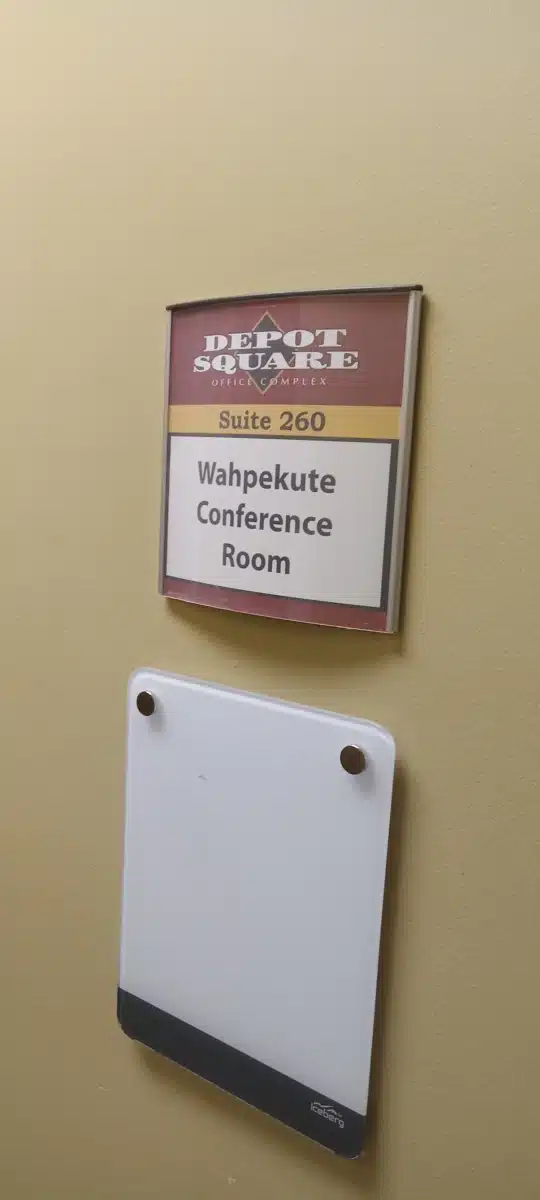 DEPOT
SQUARE
OFFICE COMPLEX
Suite 260
Wahpekute
Conference
Room
iceberg